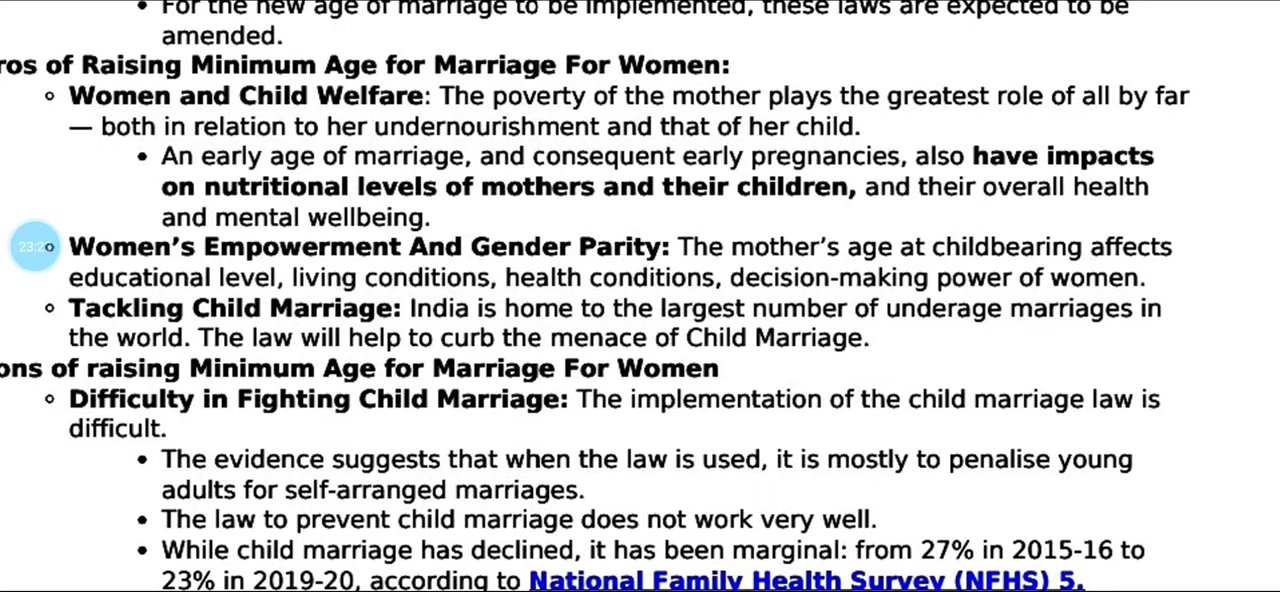 For the new age of marriage to be implemented, these laws are expected to be
amended.
ros of Raising Minimum Age for Marriage For Women:
Women and Child Welfare: The poverty of the mother plays the greatest role of all by far
— both in relation to her undernourishment and that of her child.
An early age of marriage, and consequent early pregnancies, also have impacts
on nutritional levels of mothers and their children, and their overall health
and mental wellbeing.
Women’s Empowerment And Gender Parity: The mother’s age at childbearing affects
educational level, living conditions, health conditions, decision-making power of women.
Tackling Child Marriage: India is home to the largest number of underage marriages in
the world. The law will help to curb the menace of Child Marriage.
ons of raising Minimum Age for Marriage For Women
Difficulty in Fighting Child Marriage: The implementation of the child marriage law is
difficult.
The evidence suggests that when the law is used, it is mostly to penalise young
adults for self-arranged marriages.
The law to prevent child marriage does not work very well.
While child marriage has declined, it has been marginal: from 27% in 2015-16 to
23% in 2019-20, according to National Family Health Survey (NFHS) 5.